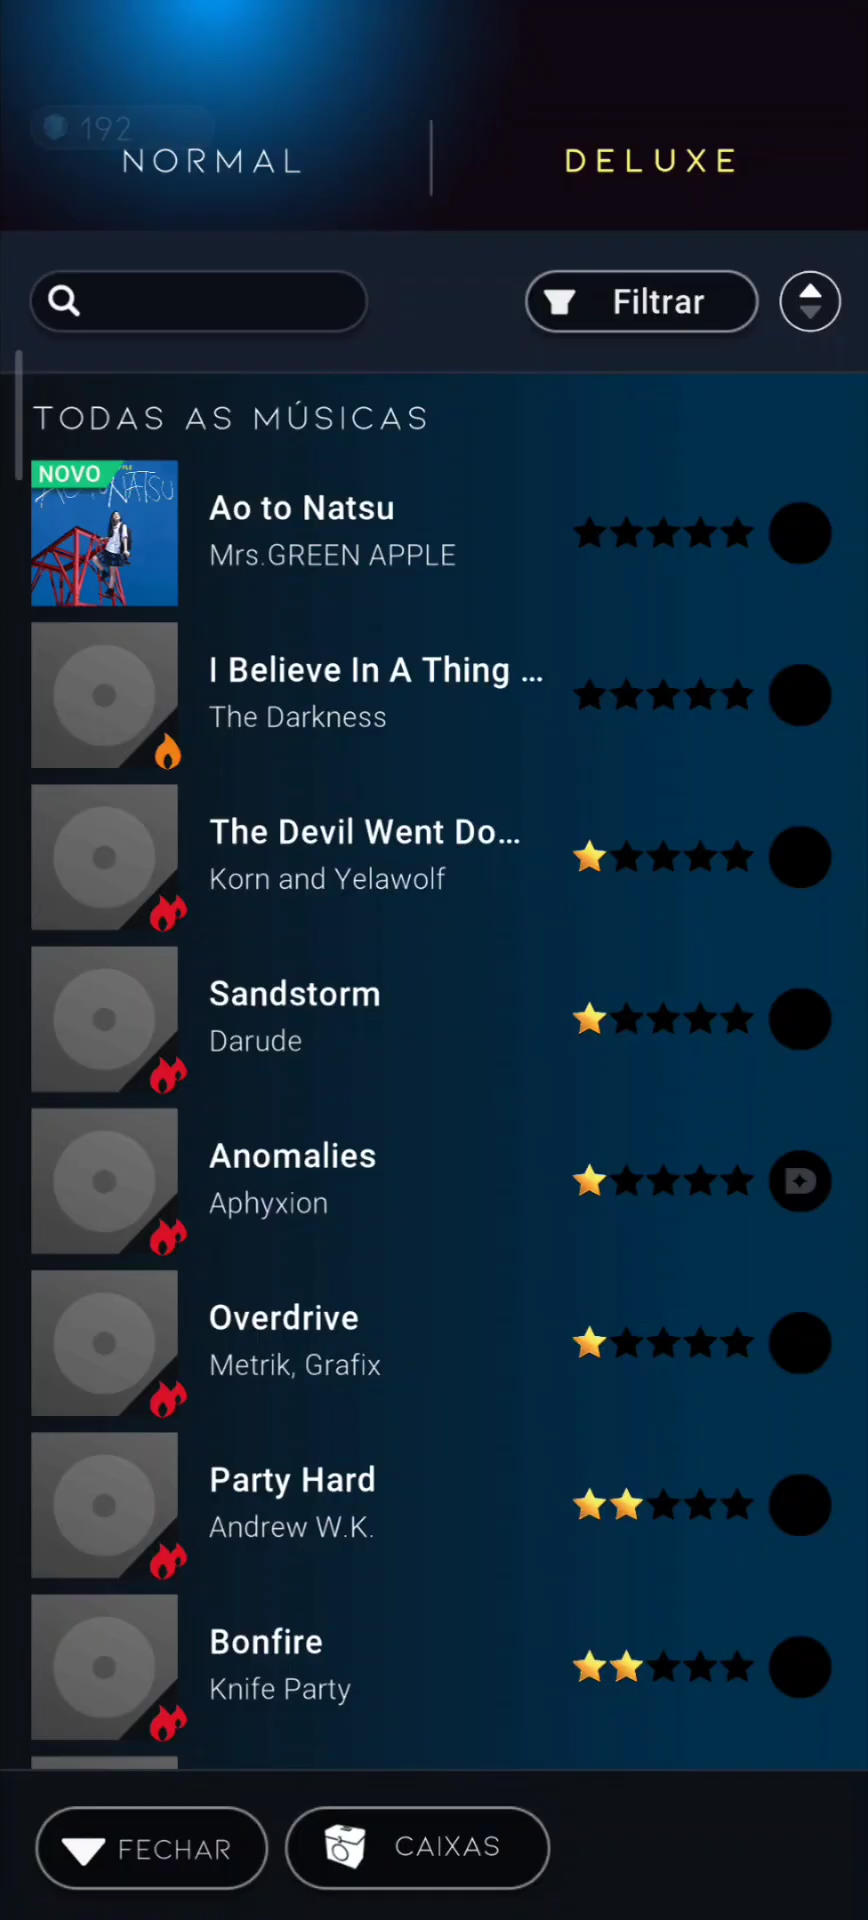 192
NORMAL
DELUXE
Filtrar
TODAS AS MÚSICAS
NOVO
NATSU
Ao to Natsu
Mrs.GREEN APPLE
I Believe In A Thing ...
The Darkness
The Devil Went Do...
Korn and Yelawolf
Sandstorm
Darude
Anomalies
Aphyxion
D
Overdrive
Metrik, Grafix
Party Hard
Andrew W.K.
Bonfire
Knife Party
FECHAR
CAIXAS